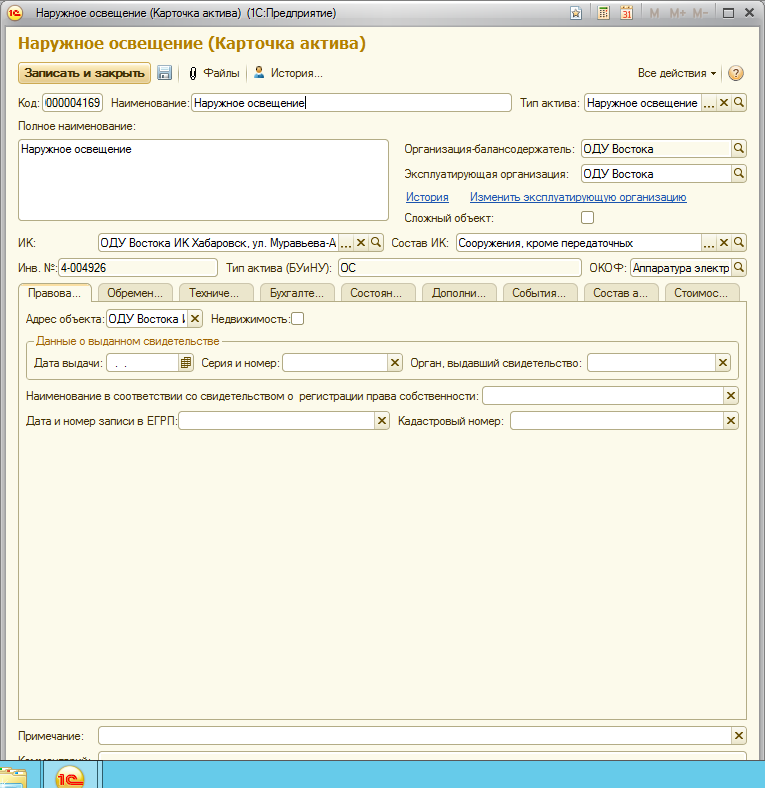 Наружное освещение (Карточка актива) (1С:Предприятие) 31 M M+ M-
Наружное освещение (Карточка актива)
Записать и закрыть Файлы История... Все действия ?
Код: 000004169 Наименование: Наружное освещение Тип актива: Наружное освещение ...
Полное наименование:
Наружное освещение
Организация-балансодержатель: ОДУ Востока
Эксплуатирующая организация: ОДУ Востока
История Изменить эксплуатирующую организацию
Сложный объект:
ИК: ОДУ Востока ИК Хабаровск, ул. Муравьева-А ... Состав ИК: Сооружения, кроме передаточных ...
Инв. №: 4-004926 Тип актива (БУиНУ): ОС ОКОФ: Аппаратура электр
Правова... Обремен... Техниче... Бухгалте... Состоян... Дополни... События... Состав а... Стоимос...
Адрес объекта: ОДУ Востока И Недвижимость:
Данные о выданном свидетельстве
Дата выдачи: . . Серия и номер: Орган, выдавший свидетельство:
Наименование в соответствии со свидетельством о регистрации права собственности:
Дата и номер записи в ЕГРП: Кадастровый номер:
Примечание:
Комментарий:
1С